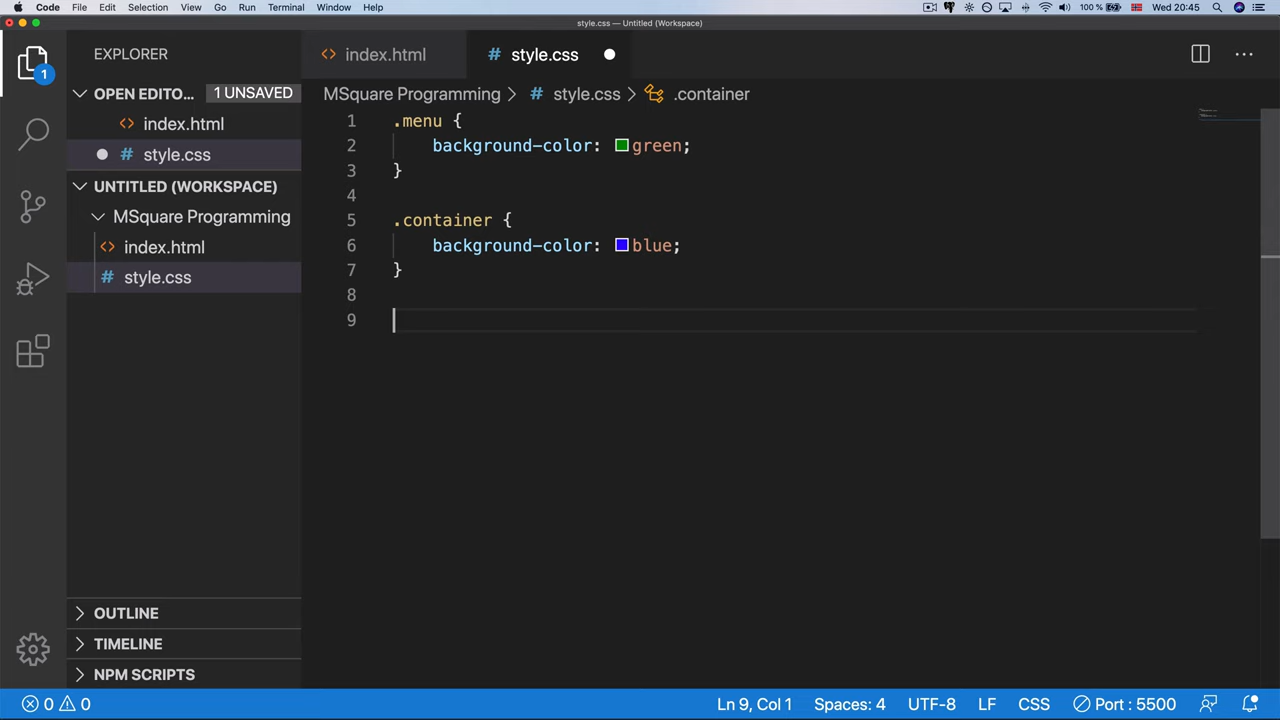 Code File Edit Selection View Go Run Terminal Window Help 100 % Wed 20:45
style.css — Untitled (Workspace)
EXPLORER
1
OPEN EDITO... 1 UNSAVED
index.html
style.css
UNTITLED (WORKSPACE)
MSquare Programming
index.html
style.css
OUTLINE
TIMELINE
NPM SCRIPTS
index.html # style.css
MSquare Programming > # style.css > .container
1 .menu {
2 background-color: green;
3 }
4
5 .container {
6 background-color: blue;
7 }
8
9
0 0 Ln 9, Col 1 Spaces: 4 UTF-8 LF CSS Port : 5500